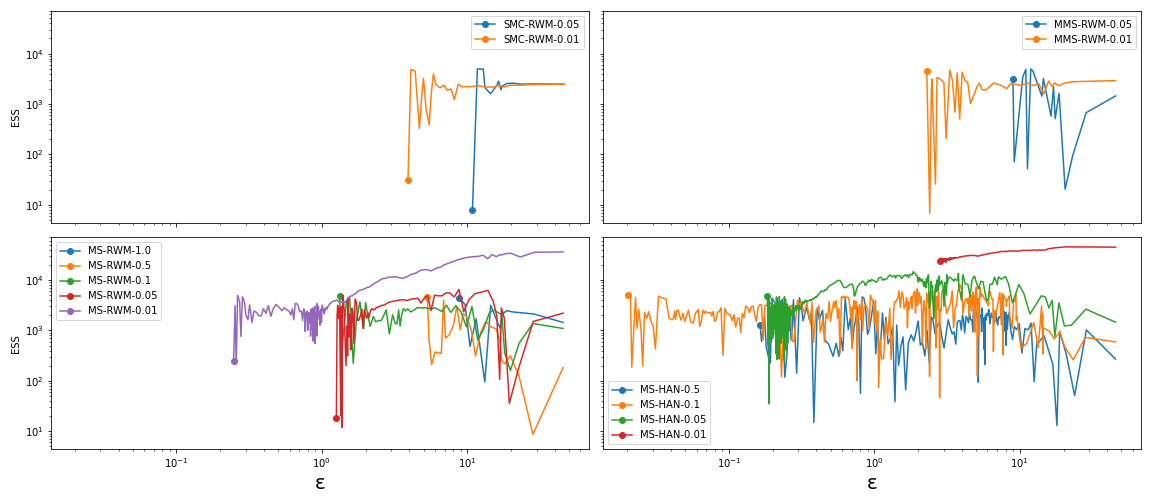 SMC-RWM-0.05
SMC-RWM-0.01
MMS-RWM-0.05
MMS-RWM-0.01
ESS
10⁴
10³
10²
10¹
MS-RWM-1.0
MS-RWM-0.5
MS-RWM-0.1
MS-RWM-0.05
MS-RWM-0.01
ESS
10⁴
10³
10²
10¹
MS-HAN-0.5
MS-HAN-0.1
MS-HAN-0.05
MS-HAN-0.01
10⁻¹ 10⁰ 10¹
10⁻¹ 10⁰ 10¹
ε
ε